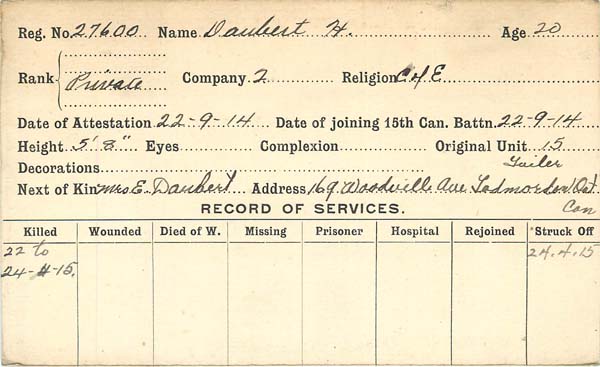 Reg. No. 27600 Name Daubert H. Age 20
Rank Private Company 2 Religion C of E
Date of Attestation 22-9-14 Date of joining 15th Can. Battn. 22-9-14
Height 5' 8" Eyes Complexion Original Unit 15
Decorations
Next of Kin Mrs E. Daubert Address 169 Woodville Ave Todmorden Ont
Can
RECORD OF SERVICES.
Killed Wounded Died of W. Missing Prisoner Hospital Rejoined Struck Off
22 to 24.4.15
24-4-15.